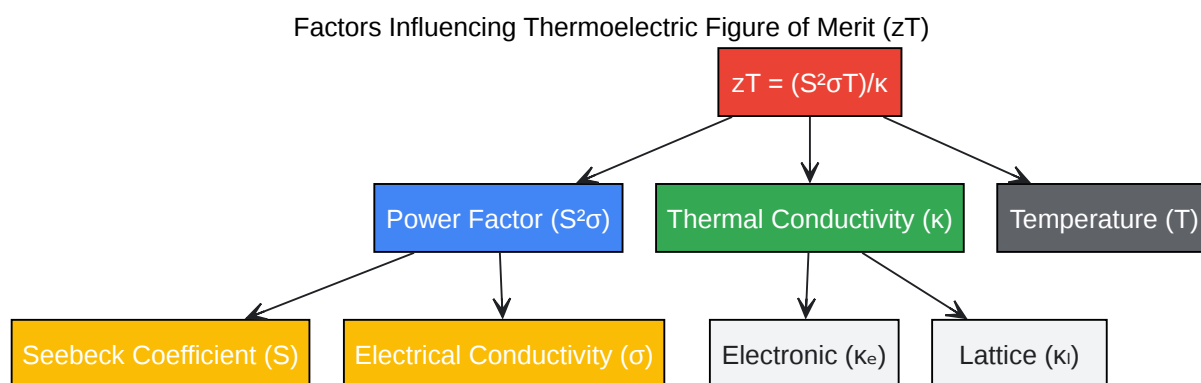 Factors Influencing Thermoelectric Figure of Merit (zT)
zT = (S²σT)/κ
Power Factor (S²σ)
Thermal Conductivity (κ)
Temperature (T)
Seebeck Coefficient (S)
Electrical Conductivity (σ)
Electronic (κₑ)
Lattice (κₗ)